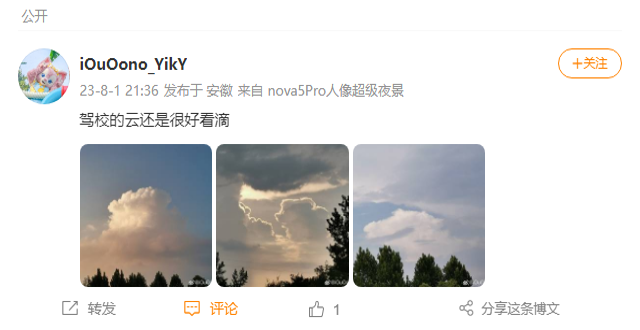 公开
iOuOono_YikY
+关注
23-8-1 21:36 发布于 安徽 来自 nova5Pro人像超级夜景
驾校的云还是很好看滴
转发
评论
1
分享这条博文